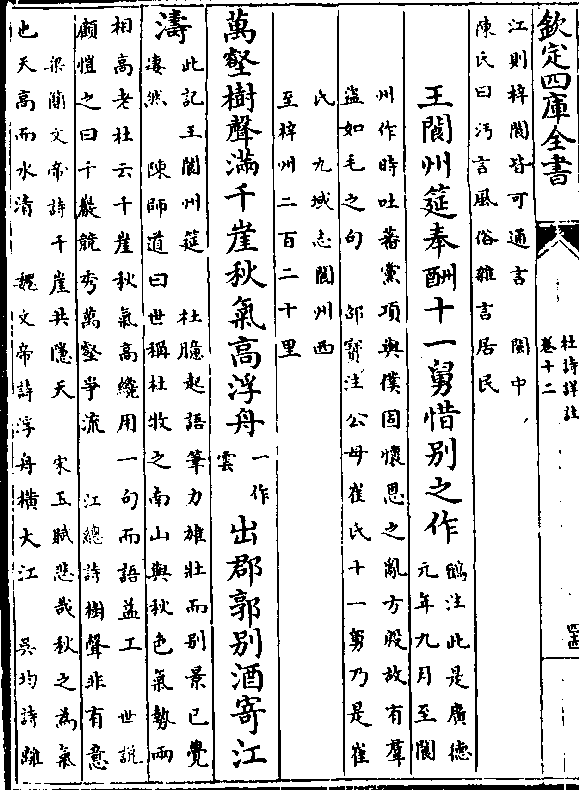 欽定四庫全書
杜詩詳註
卷十二
江則梓閬皆可通言 閬中
陳氏曰污言風俗雜言居民
王閬州筵奉酬十一舅惜別之作
鶴注此是廣德
元年九月至閬
州作時吐蕃黨項與僕固懷恩之亂方殷故有羣
盜如毛之句 邵寶注公母崔氏十一舅乃是崔
氏 九域志閬州西
至梓州二百二十里
萬壑樹聲滿千崖秋氣高浮舟
一作
雲
出郡郭別酒寄江
濤
此記王閬州筵 杜臆起語筆力雄壯而別景已覺
凄然 陳師道曰世稱杜牧之南山與秋色氣勢兩
相高老杜云千崖秋氣高纔用一句而語益工 世說
顧愷之曰千巖競秀萬壑爭流 江總詩樹聲非有意
梁簡文帝詩千崖共隱天 宋玉賦悲哉秋之為氣
也天高而水清 魏文帝詩浮舟橫大江 吳均詩離